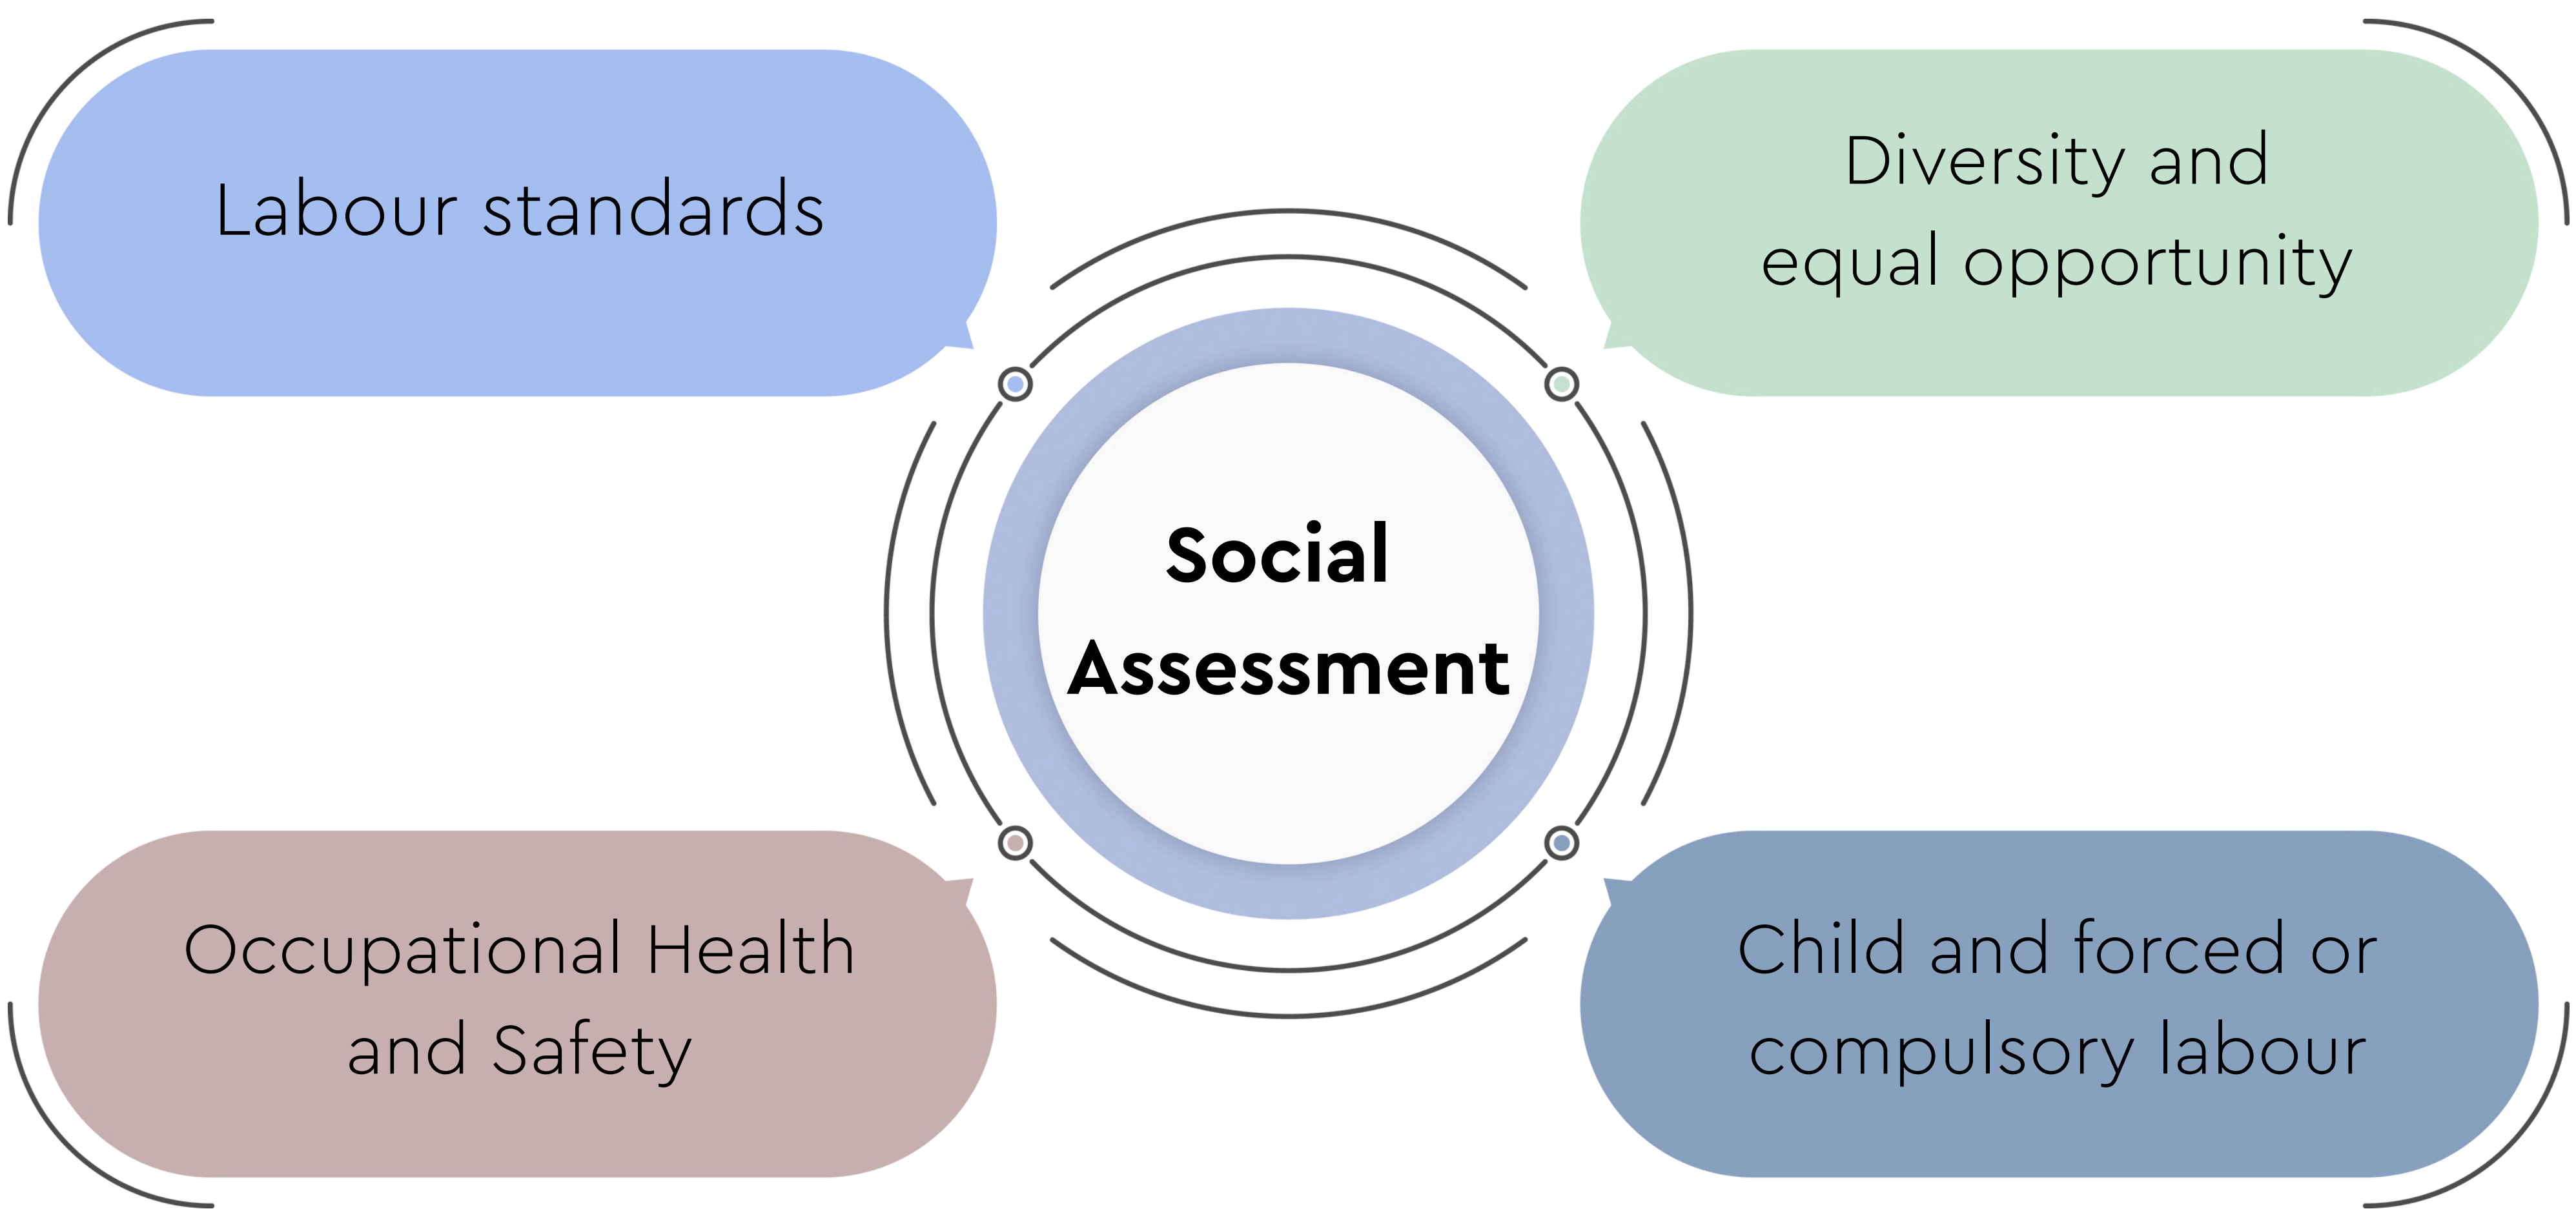 Labour standards
Diversity and
equal opportunity
Social
Assessment
Occupational Health
and Safety
Child and forced or
compulsory labour